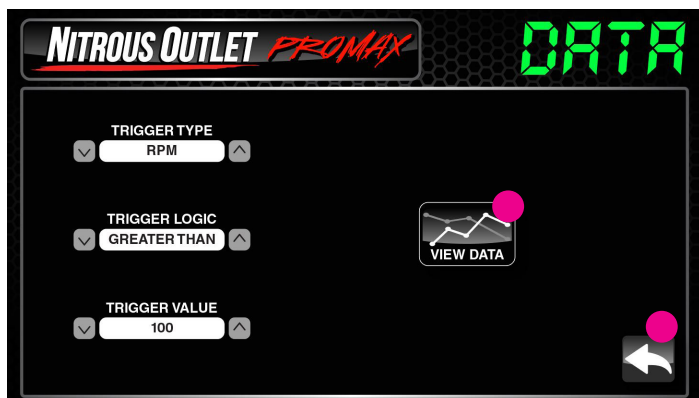 NITROUS OUTLET PROMAX
DATA
TRIGGER TYPE
RPM
TRIGGER LOGIC
GREATER THAN
VIEW DATA
TRIGGER VALUE
100